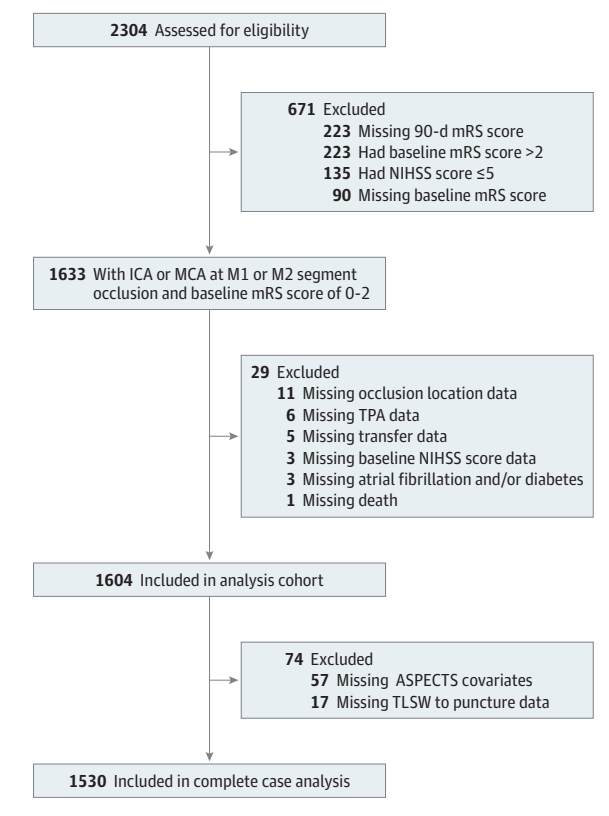 2304 Assessed for eligibility
671 Excluded
223 Missing 90-d mRS score
223 Had baseline mRS score >2
135 Had NIHSS score ≤5
90 Missing baseline mRS score
1633 With ICA or MCA at M1 or M2 segment
occlusion and baseline mRS score of 0-2
29 Excluded
11 Missing occlusion location data
6 Missing TPA data
5 Missing transfer data
3 Missing baseline NIHSS score data
3 Missing atrial fibrillation and/or diabetes
1 Missing death
1604 Included in analysis cohort
74 Excluded
57 Missing ASPECTS covariates
17 Missing TLSW to puncture data
1530 Included in complete case analysis